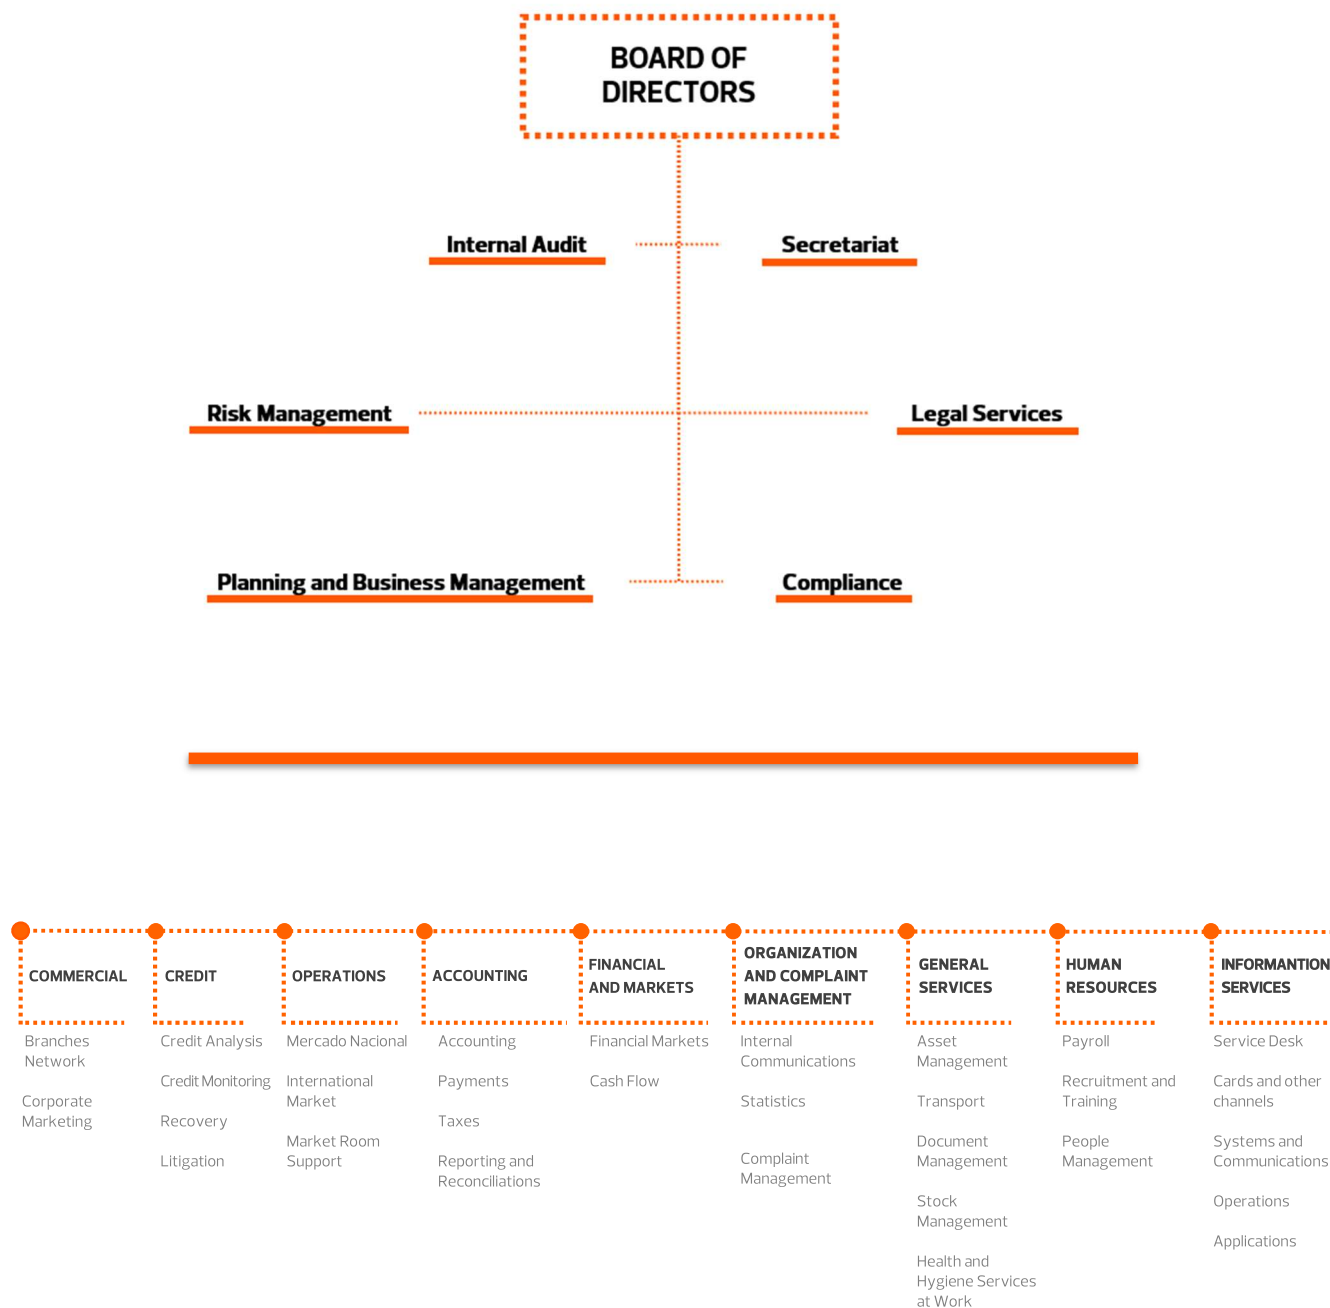 BOARD OF
DIRECTORS
Internal Audit
Secretariat
Risk Management
Legal Services
Planning and Business Management
Compliance
COMMERCIAL
Branches
Network
Corporate
Marketing
CREDIT
Credit Analysis
Credit Monitoring
Recovery
Litigation
OPERATIONS
Mercado Nacional
International
Market
Market Room
Support
ACCOUNTING
Accounting
Payments
Taxes
Reporting and
Reconciliations
FINANCIAL
AND MARKETS
Financial Markets
Cash Flow
ORGANIZATION
AND COMPLAINT
MANAGEMENT
Internal
Communications
Statistics
Complaint
Management
GENERAL
SERVICES
Asset
Management
Transport
Document
Management
Stock
Management
Health and
Hygiene Services
at Work
HUMAN
RESOURCES
Payroll
Recruitment and
Training
People
Management
INFORMANTION
SERVICES
Service Desk
Cards and other
channels
Systems and
Communications
Operations
Applications